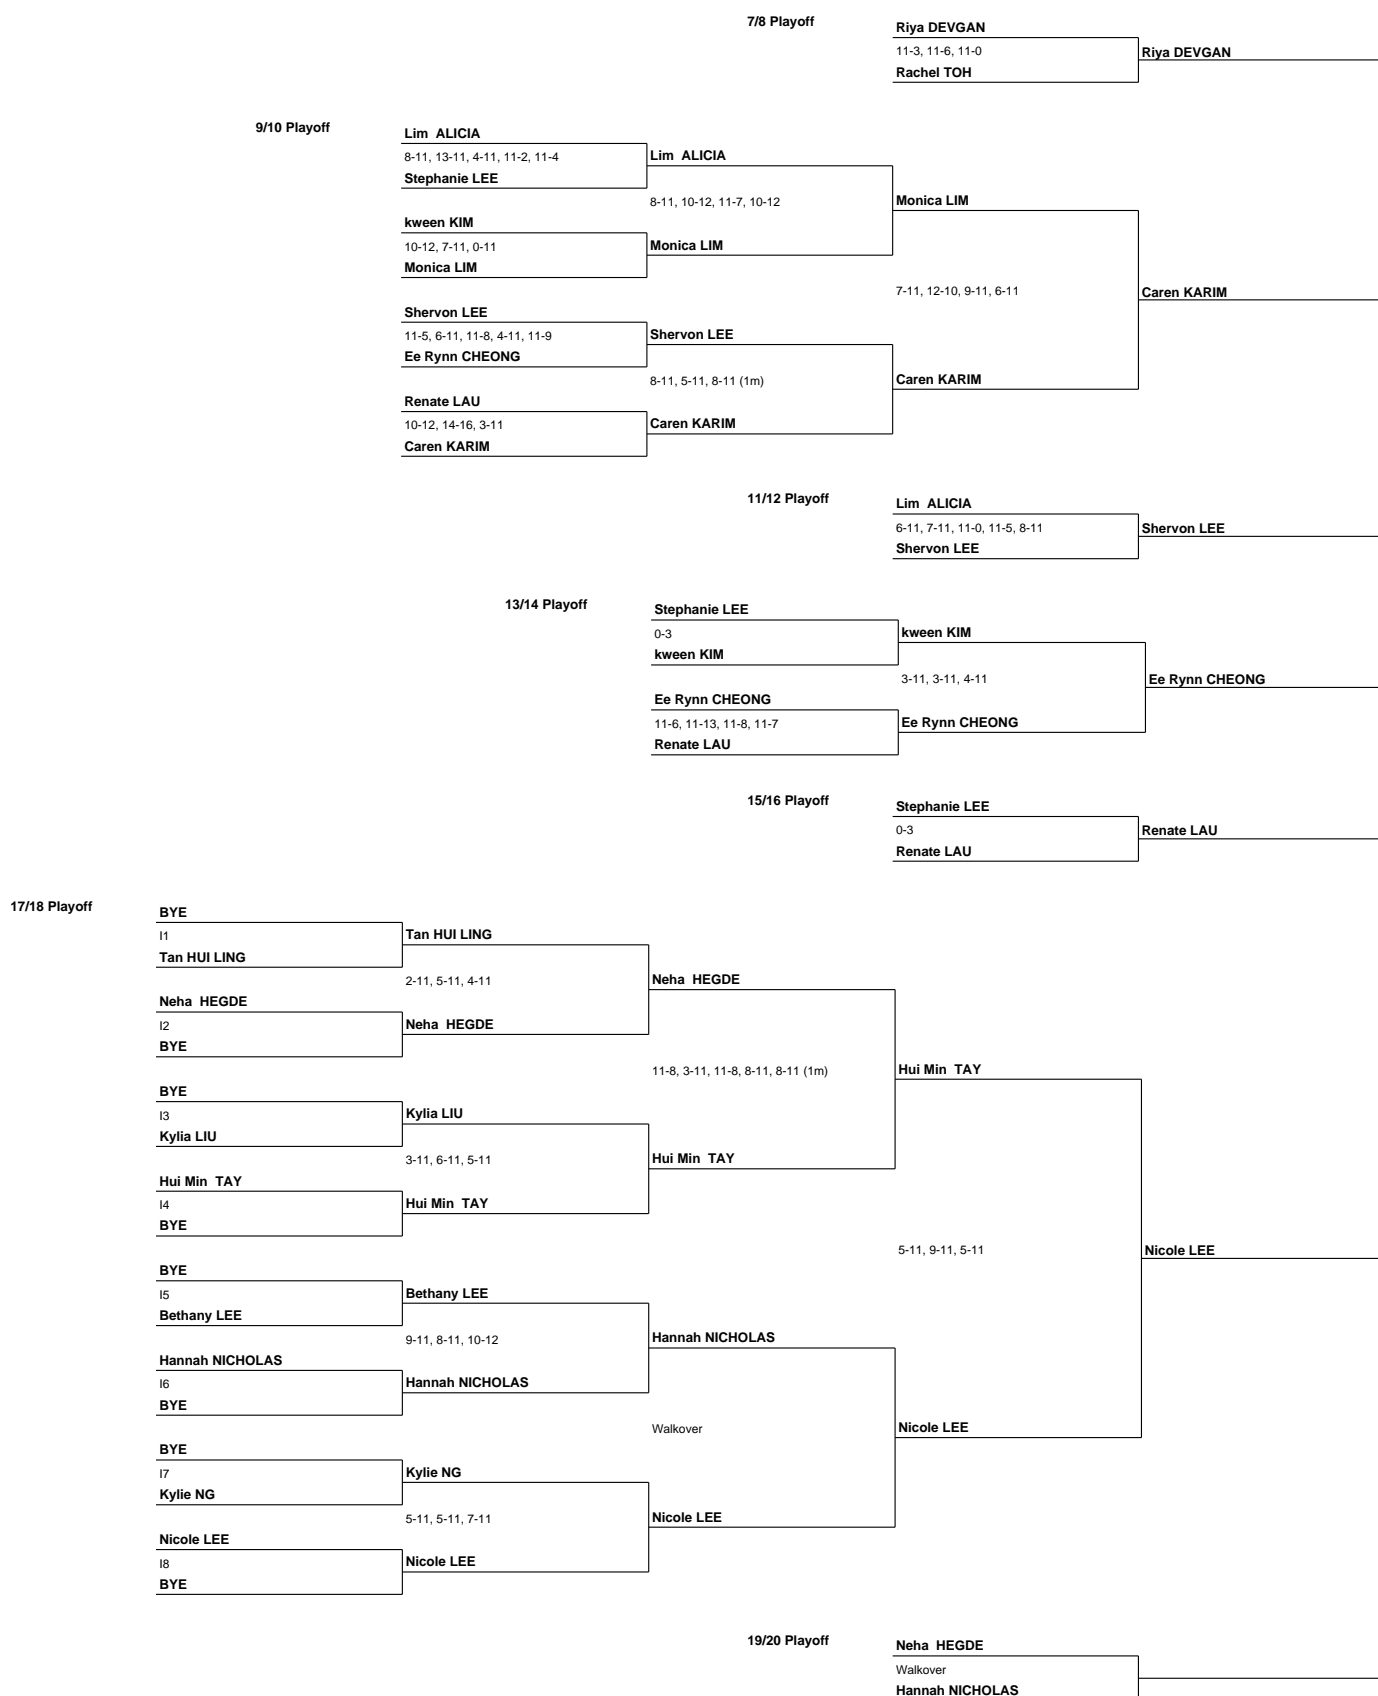 7/8 Playoff
Riya DEVGAN
11-3, 11-6, 11-0
Rachel TOH
Riya DEVGAN
9/10 Playoff
Lim ALICIA
8-11, 13-11, 4-11, 11-2, 11-4
Stephanie LEE
Lim ALICIA
8-11, 10-12, 11-7, 10-12
kween KIM
10-12, 7-11, 0-11
Monica LIM
Monica LIM
Monica LIM
7-11, 12-10, 9-11, 6-11
Caren KARIM
Shervon LEE
11-5, 6-11, 11-8, 4-11, 11-9
Ee Rynn CHEONG
Shervon LEE
8-11, 5-11, 8-11 (1m)
Caren KARIM
Renate LAU
10-12, 14-16, 3-11
Caren KARIM
Caren KARIM
11/12 Playoff
Lim ALICIA
6-11, 7-11, 11-0, 11-5, 8-11
Shervon LEE
Shervon LEE
13/14 Playoff
Stephanie LEE
0-3
kween KIM
kween KIM
3-11, 3-11, 4-11
Ee Rynn CHEONG
Ee Rynn CHEONG
11-6, 11-13, 11-8, 11-7
Renate LAU
Ee Rynn CHEONG
15/16 Playoff
Stephanie LEE
0-3
Renate LAU
Renate LAU
17/18 Playoff
BYE
I1
Tan HUI LING
Tan HUI LING
2-11, 5-11, 4-11
Neha HEGDE
Neha HEGDE
I2
BYE
Neha HEGDE
11-8, 3-11, 11-8, 8-11, 8-11 (1m)
Hui Min TAY
BYE
I3
Kylia LIU
Kylia LIU
3-11, 6-11, 5-11
Hui Min TAY
Hui Min TAY
I4
BYE
Hui Min TAY
5-11, 9-11, 5-11
Nicole LEE
BYE
I5
Bethany LEE
Bethany LEE
9-11, 8-11, 10-12
Hannah NICHOLAS
Hannah NICHOLAS
I6
BYE
Hannah NICHOLAS
Walkover
Nicole LEE
BYE
I7
Kylie NG
Kylie NG
5-11, 5-11, 7-11
Nicole LEE
Nicole LEE
I8
BYE
Nicole LEE
19/20 Playoff
Neha HEGDE
Walkover
Hannah NICHOLAS